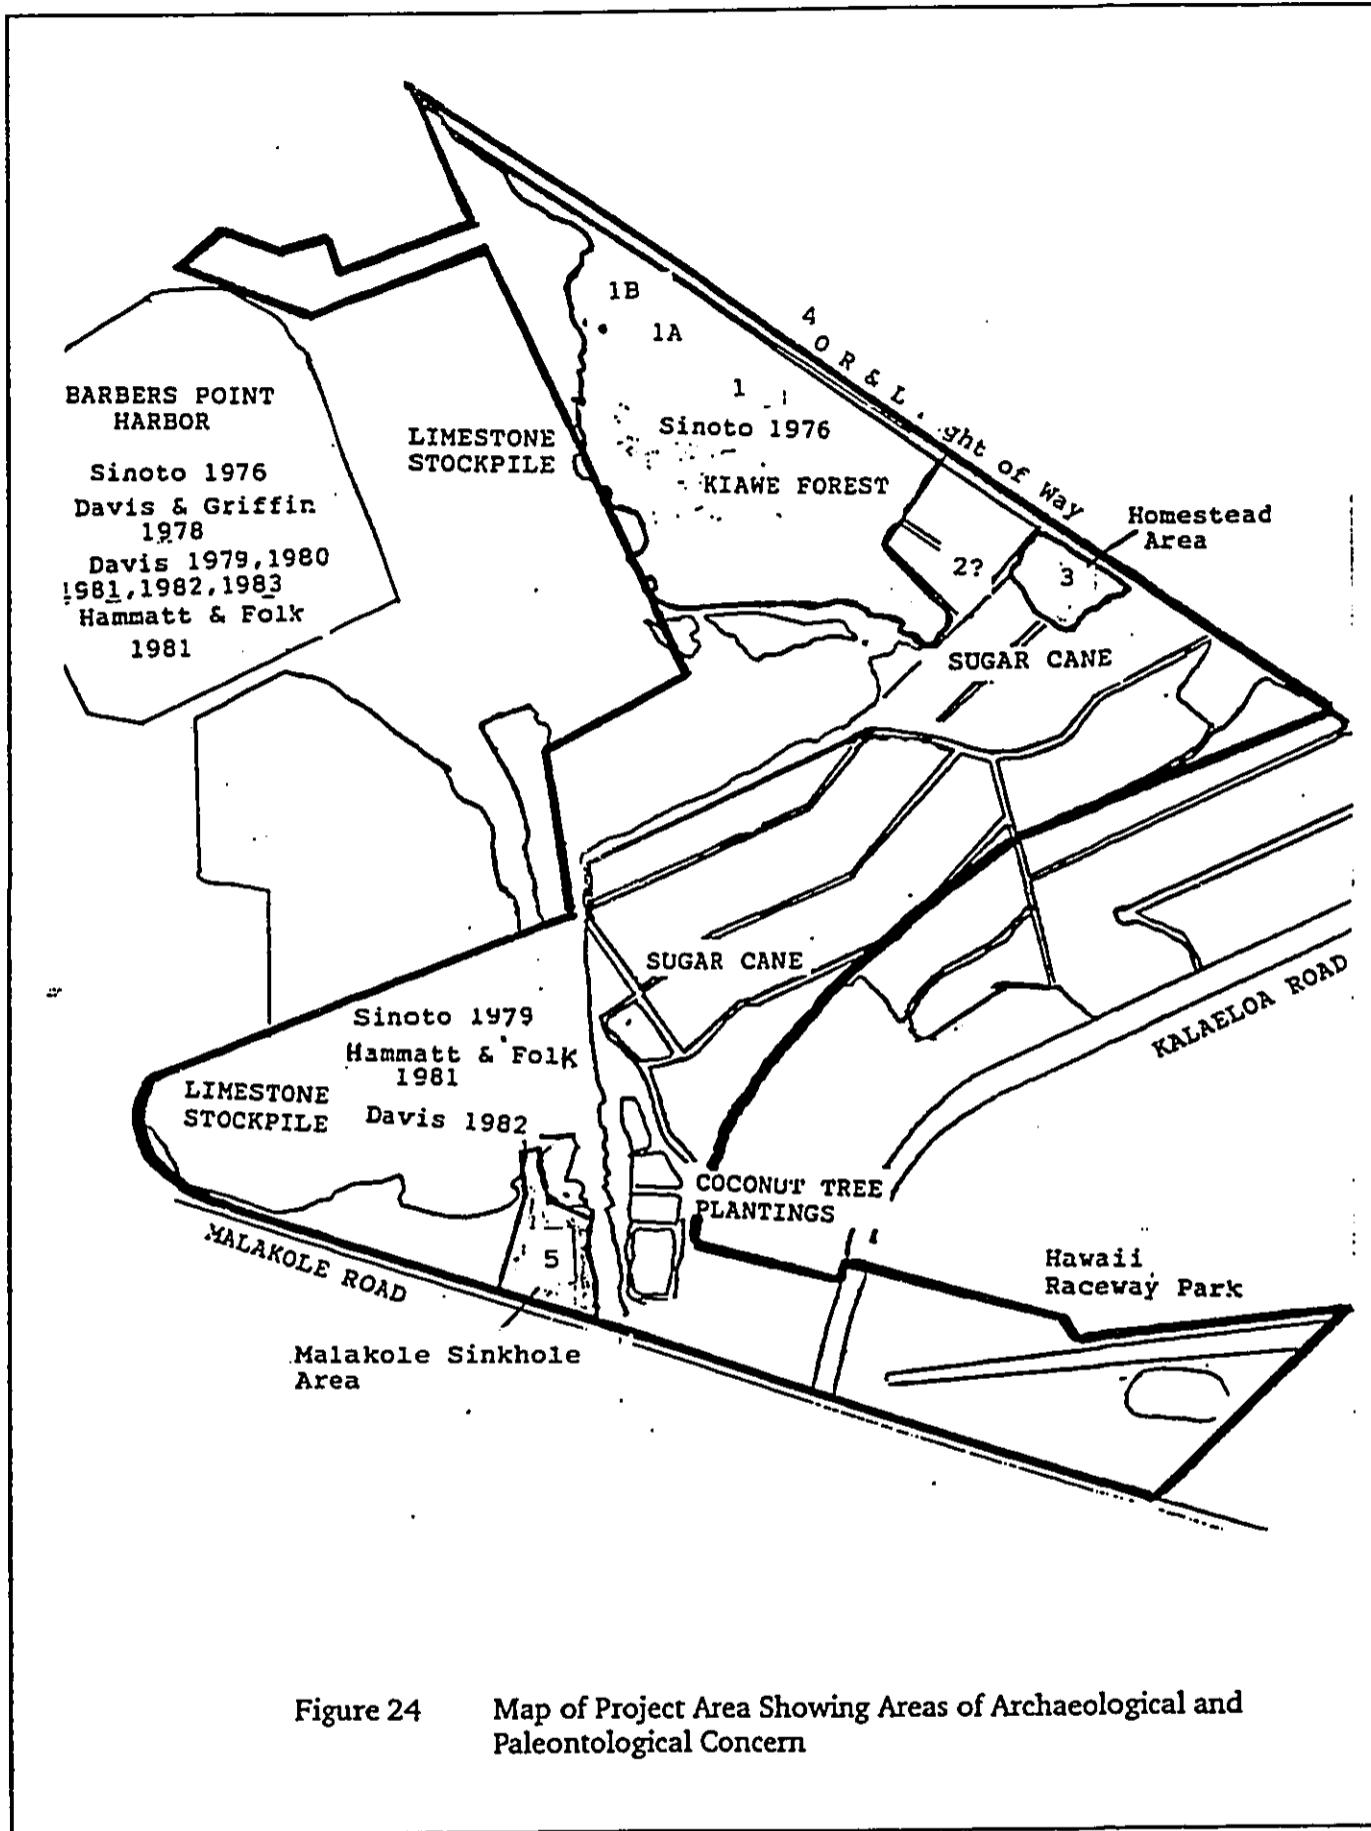 1B
1A
4
O R & L . . ght of Way
1
Sinoto 1976
KIAWE FOREST
BARBERS POINT
HARBOR
Sinoto 1976
Davis & Griffin
1978
Davis 1979,1980
1981,1982,1983
Hammatt & Folk
1981
LIMESTONE
STOCKPILE
Homestead
Area
2?
3
SUGAR CANE
SUGAR CANE
KALAELOA ROAD
Sinoto 1979
Hammatt & Folk
1981
Davis 1982
LIMESTONE
STOCKPILE
COCONUT TREE
PLANTINGS
5
MALAKOLE ROAD
Malakole Sinkhole
Area
Hawaii
Raceway Park
Figure 24 Map of Project Area Showing Areas of Archaeological and
Paleontological Concern